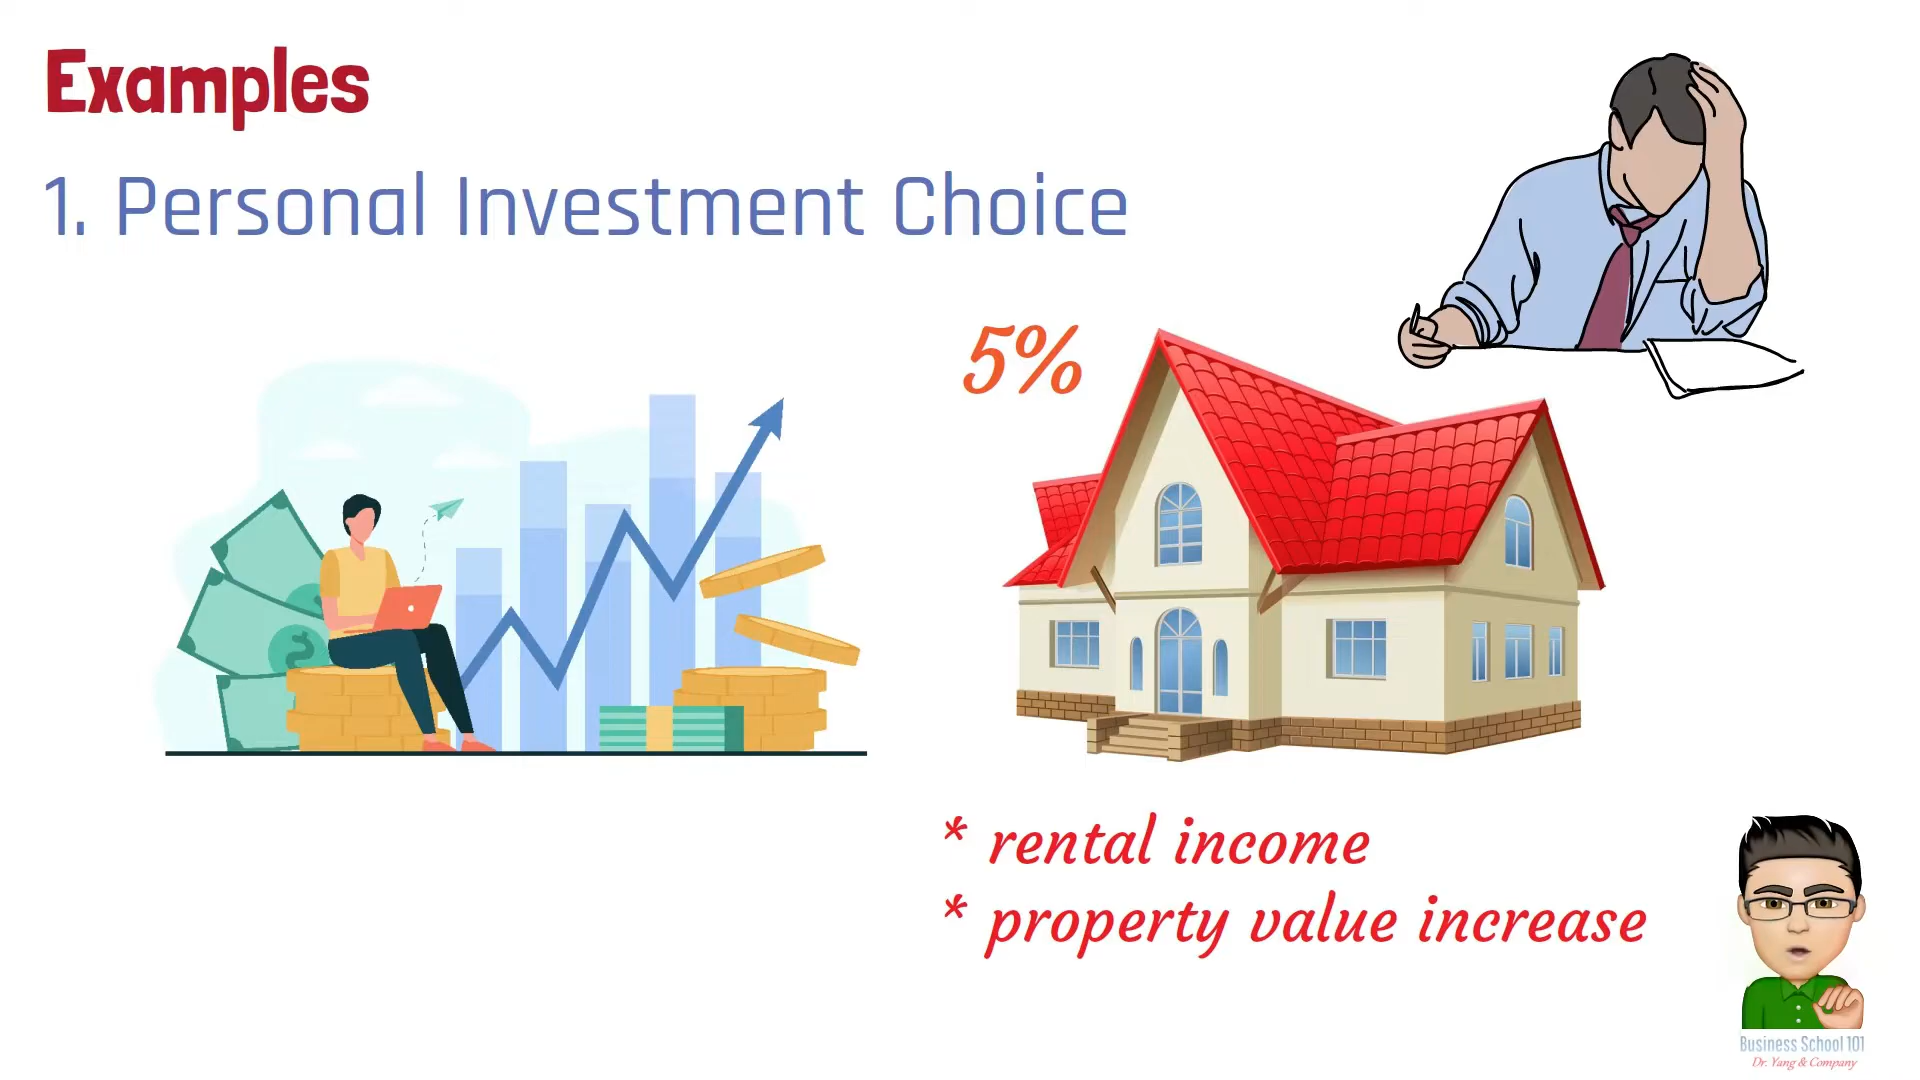 Examples
1. Personal Investment Choice
5%
* rental income
* property value increase
Business School 101
Dr. Yang & Company